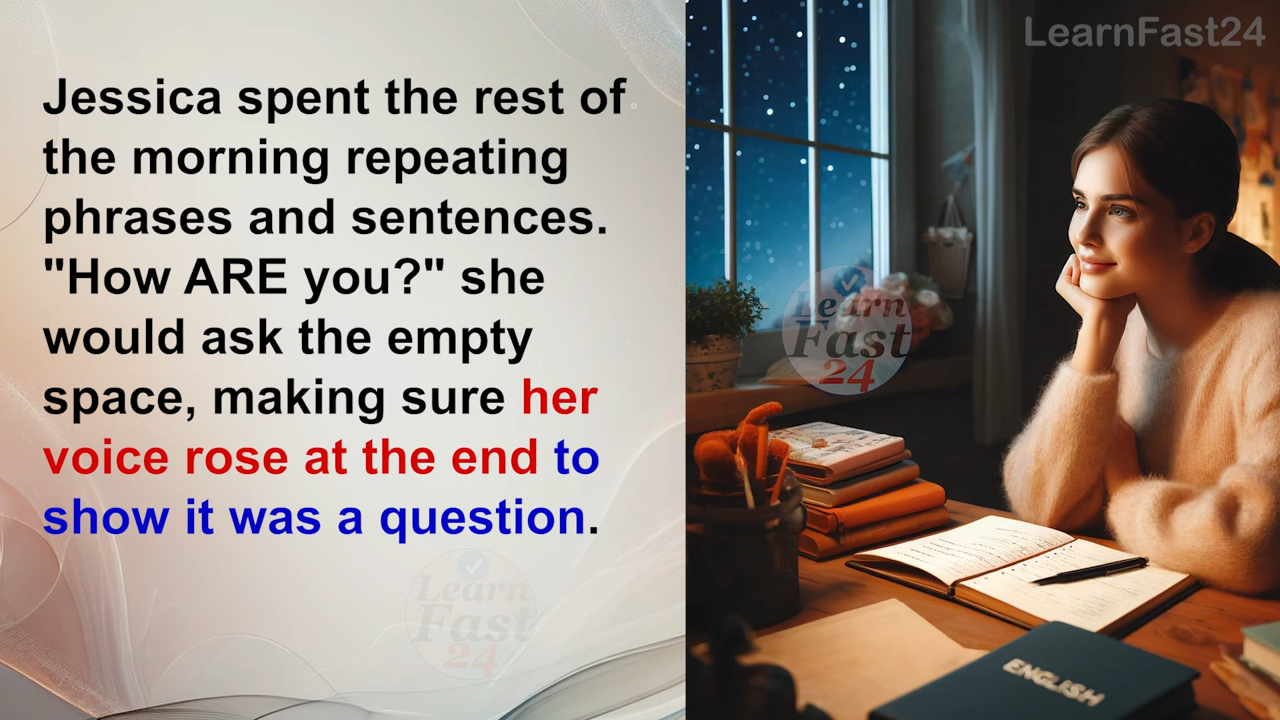 Jessica spent the rest of
the morning repeating
phrases and sentences.
"How ARE you?" she
would ask the empty
space, making sure her
voice rose at the end to
show it was a question.
Learn
Fast
24
LearnFast24
Learn
Fast
24
ENGLISH